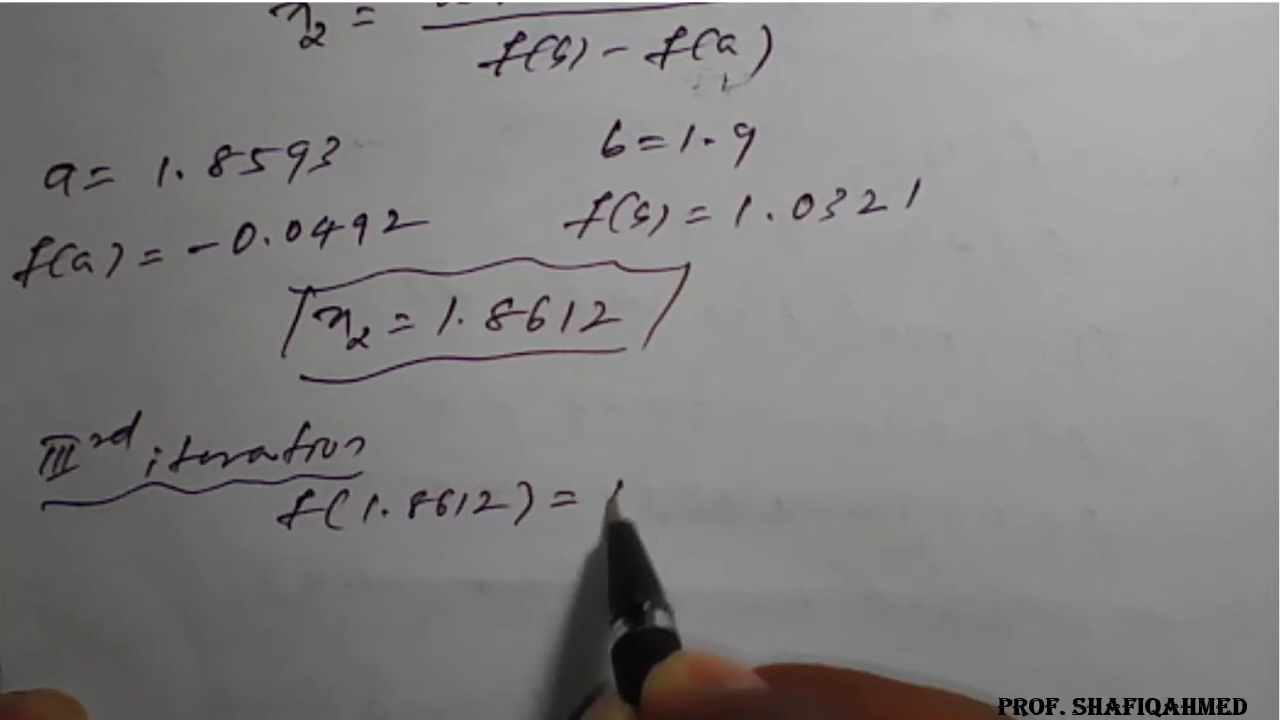 x₂ =
f(b) - f(a)
a = 1.8593 b = 1.9
f(a) = -0.0492 f(b) = 1.0321
x₂ = 1.8612
IIIrd iteration
f(1.8612) =
PROF. SHAFIQAHMED